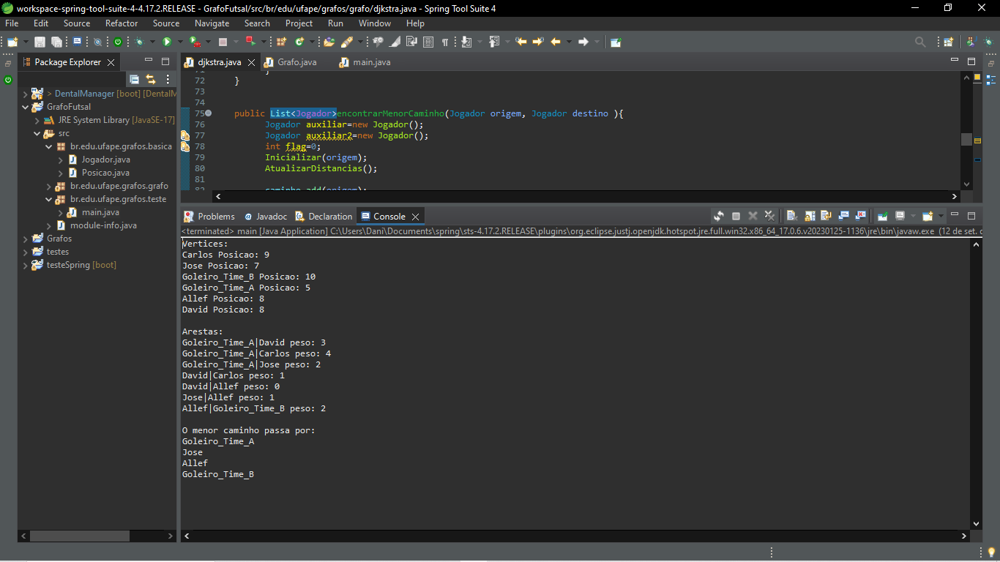 workspace-spring-tool-suite-4-4.17.2.RELEASE - GrafoFutsal/src/br/edu/ufape/grafos/grafo/djkstra.java - Spring Tool Suite 4
File Edit Source Refactor Source Navigate Search Project Run Window Help
Package Explorer
> DentalManager [boot] [DentalM
GrafoFutsal
JRE System Library [JavaSE-17]
src
br.edu.ufape.grafos.basica
Jogador.java
Posicao.java
br.edu.ufape.grafos.grafo
br.edu.ufape.grafos.teste
main.java
module-info.java
Grafos
testes
testeSpring [boot]
djkstra.java Grafo.java main.java
71 }
72 }
73
74
75 public List<Jogador>encontrarMenorCaminho(Jogador origem, Jogador destino ){
76 Jogador auxiliar=new Jogador();
77 Jogador auxiliar2=new Jogador();
78 int flag=0;
79 Inicializar(origem);
80 AtualizarDistancias();
81
82 caminho.add(origem);
Problems Javadoc Declaration Console
<terminated> main [Java Application] C:\Users\Dani\Documents\spring\sts-4.17.2.RELEASE\plugins\org.eclipse.justj.openjdk.hotspot.jre.full.win32.x86_64_17.0.6.v20230125-1136\jre\bin\javaw.exe (12 de set. d
Vertices:
Carlos Posicao: 9
Jose Posicao: 7
Goleiro_Time_B Posicao: 10
Goleiro_Time_A Posicao: 5
Allef Posicao: 8
David Posicao: 8
Arestas:
Goleiro_Time_A|David peso: 3
Goleiro_Time_A|Carlos peso: 4
Goleiro_Time_A|Jose peso: 2
David|Carlos peso: 1
David|Allef peso: 0
Jose|Allef peso: 1
Allef|Goleiro_Time_B peso: 2
O menor caminho passa por:
Goleiro_Time_A
Jose
Allef
Goleiro_Time_B